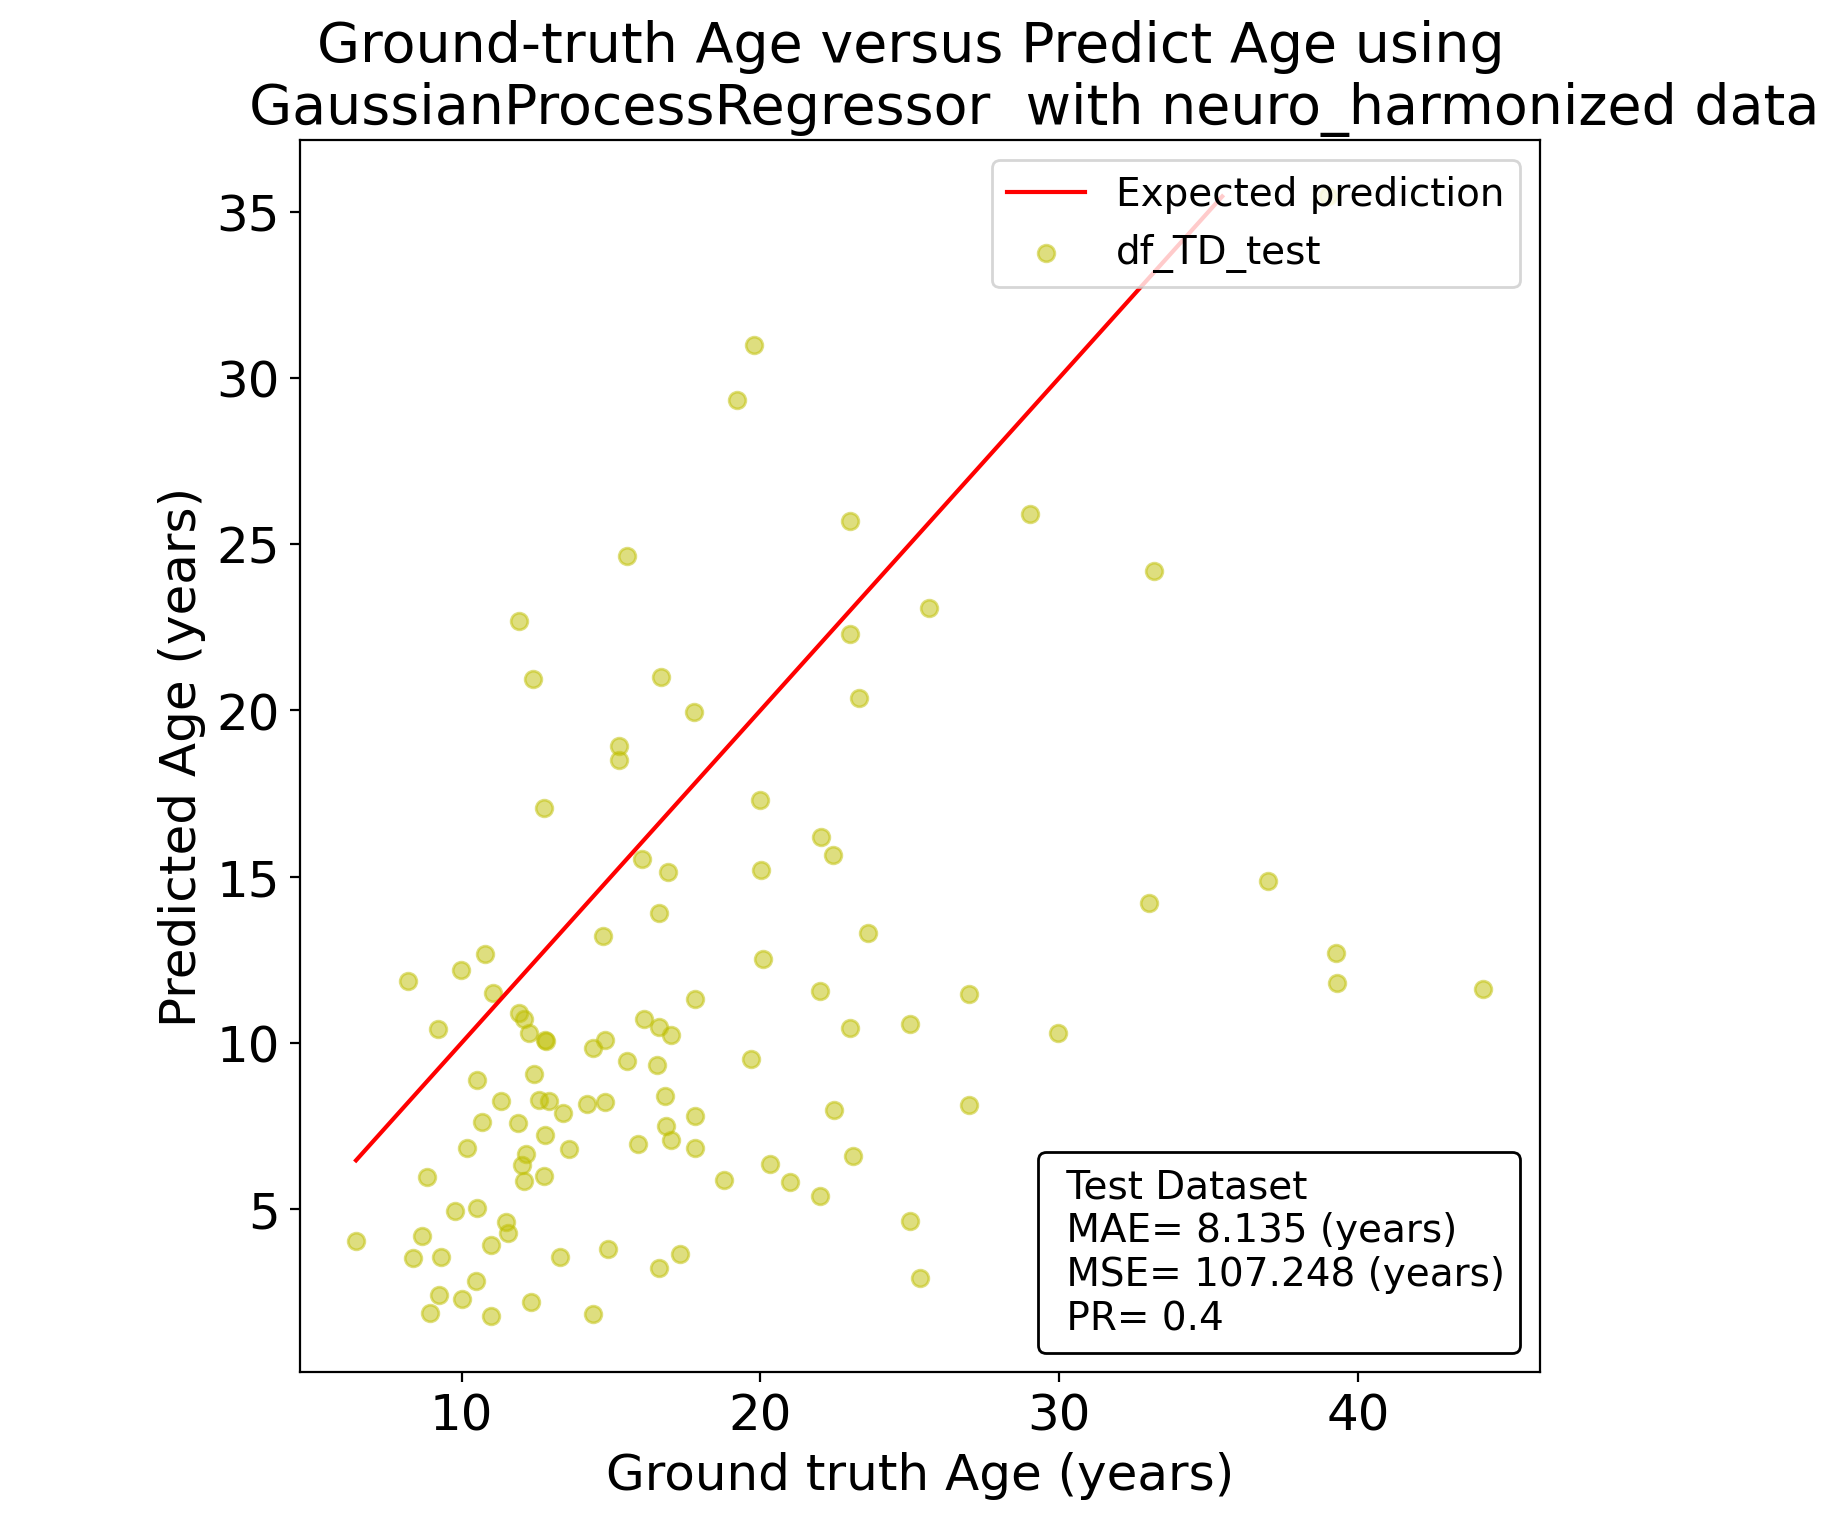 Ground-truth Age versus Predict Age using
GaussianProcessRegressor  with neuro_harmonized data
Expected prediction
df_TD_test
35
30
25
20
15
10
5
Predicted Age (years)
Test Dataset
MAE= 8.135 (years)
MSE= 107.248 (years)
PR= 0.4
10 20 30 40
Ground truth Age (years)